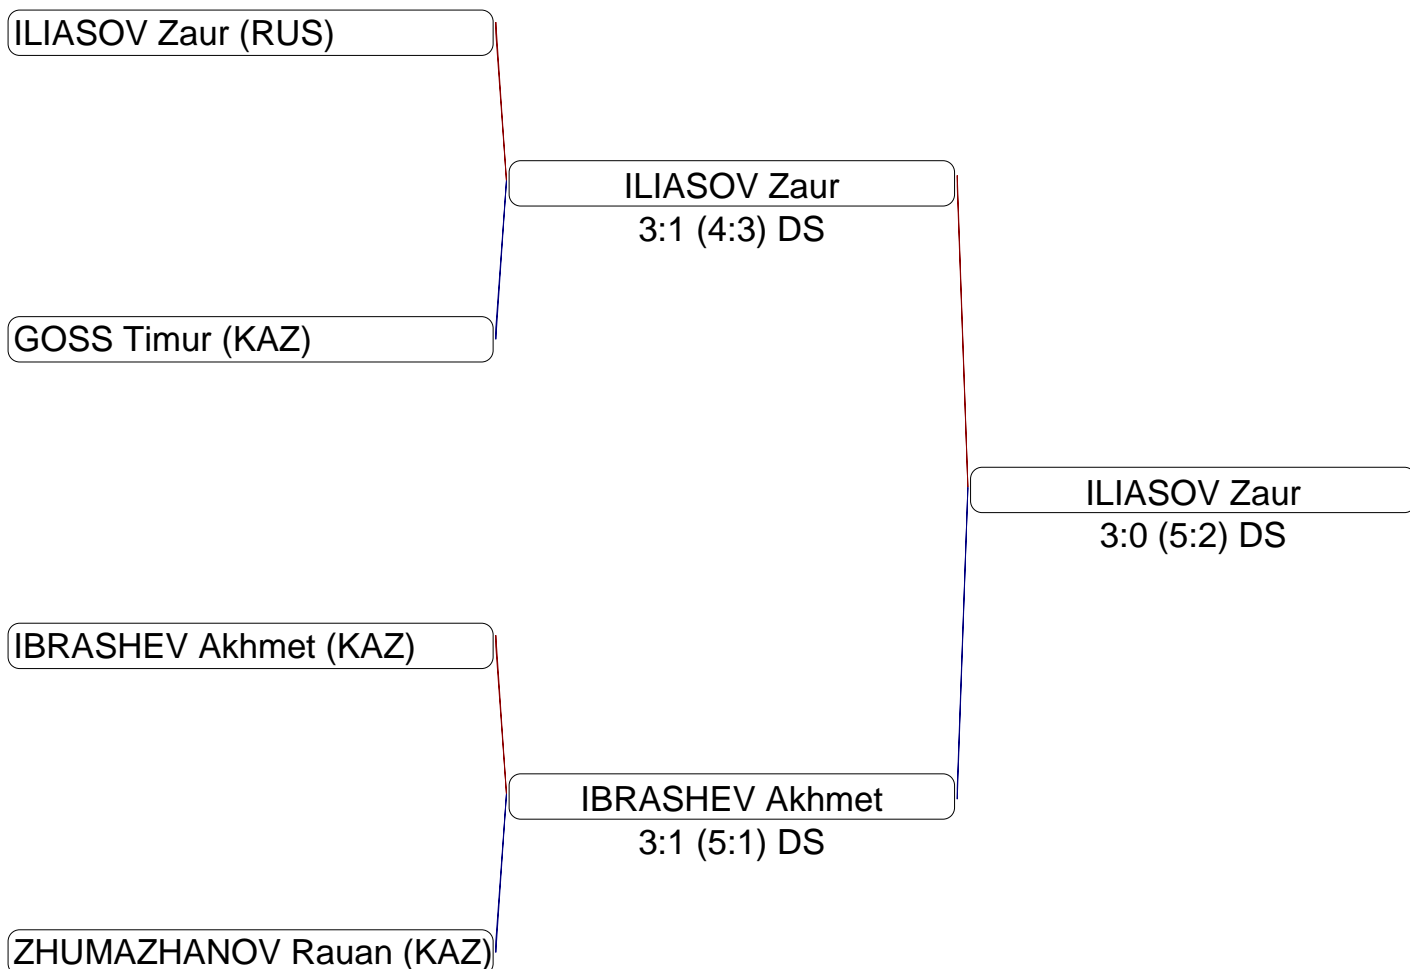 ILIASOV Zaur (RUS)
ILIASOV Zaur
3:1 (4:3) DS
GOSS Timur (KAZ)
ILIASOV Zaur
3:0 (5:2) DS
IBRASHEV Akhmet (KAZ)
IBRASHEV Akhmet
3:1 (5:1) DS
ZHUMAZHANOV Rauan (KAZ)